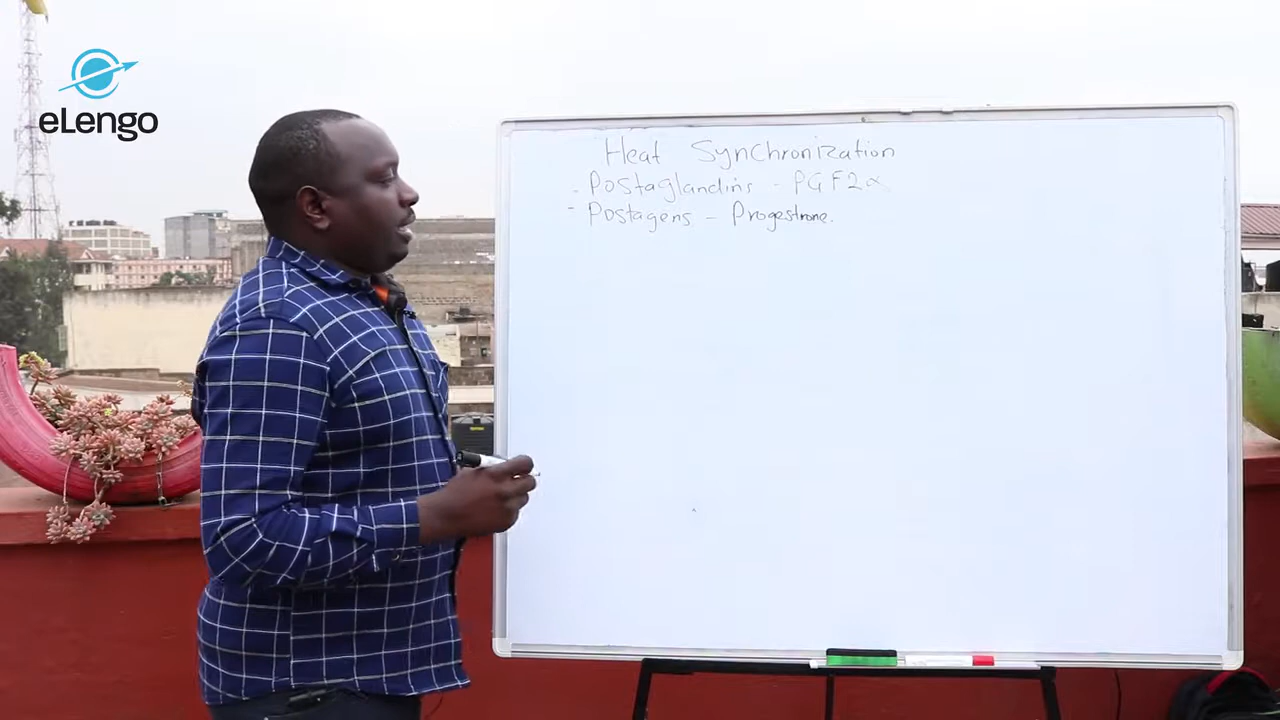 eLengo
Heat Synchronization
- Postaglandins - PGF2α
- Postagens - Progestrone.